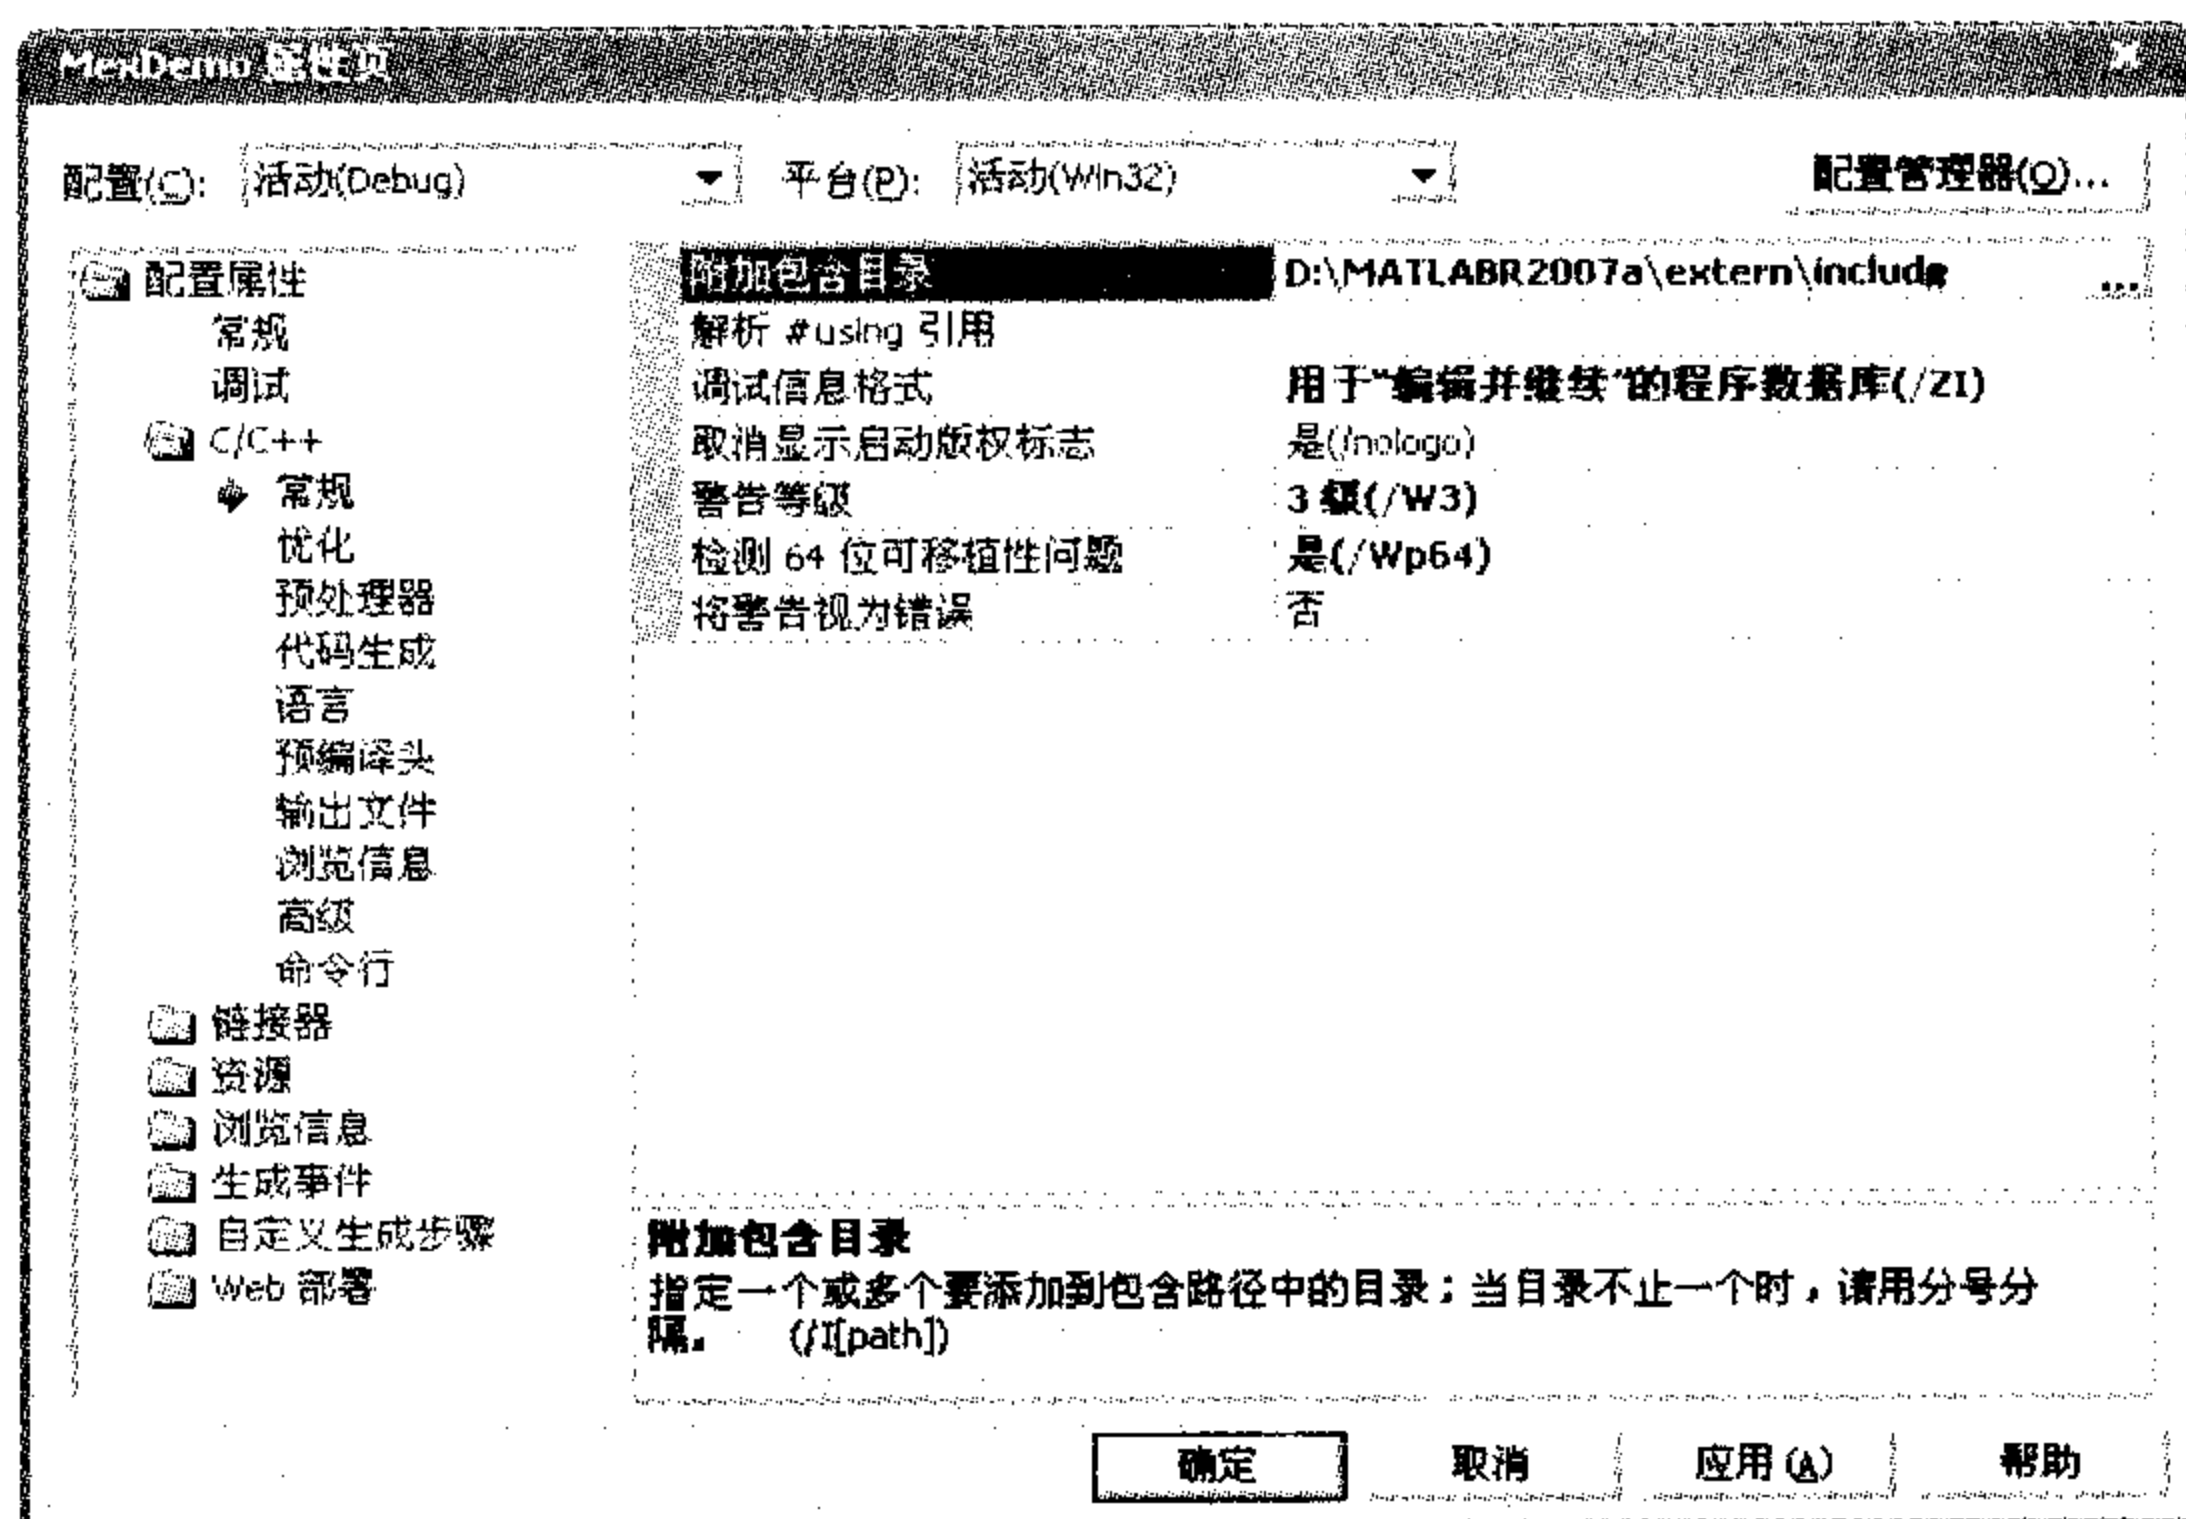 MexDemo 属性页
配置(C): 活动(Debug) 平台(P): 活动(Win32) 配置管理器(O)...
配置属性
常规
调试
C/C++
常规
优化
预处理器
代码生成
语言
预编译头
输出文件
浏览信息
高级
命令行
链接器
资源
浏览信息
生成事件
自定义生成步骤
Web 部署
附加包含目录 D:\MATLABR2007a\extern\include ...
解析 #using 引用
调试信息格式 用于“编辑并继续”的程序数据库(/ZI)
取消显示启动版权标志 是(/nologo)
警告等级 3 级(/W3)
检测 64 位可移植性问题 是(/Wp64)
将警告视为错误 否
附加包含目录
指定一个或多个要添加到包含路径中的目录；当目录不止一个时，请用分号分
隔。 (/I[path])
确定 取消 应用(A) 帮助